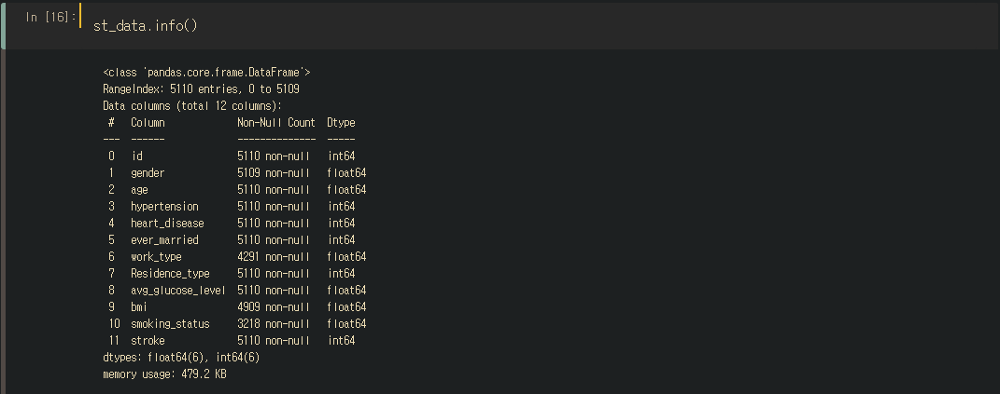 In [16]:
st_data.info()
<class 'pandas.core.frame.DataFrame'>
RangeIndex: 5110 entries, 0 to 5109
Data columns (total 12 columns):
 #   Column             Non-Null Count  Dtype
---  ------             --------------  -----
 0   id                 5110 non-null   int64
 1   gender             5109 non-null   float64
 2   age                5110 non-null   float64
 3   hypertension       5110 non-null   int64
 4   heart_disease      5110 non-null   int64
 5   ever_married       5110 non-null   int64
 6   work_type          4291 non-null   float64
 7   Residence_type     5110 non-null   int64
 8   avg_glucose_level  5110 non-null   float64
 9   bmi                4909 non-null   float64
 10  smoking_status     3218 non-null   float64
 11  stroke             5110 non-null   int64
dtypes: float64(6), int64(6)
memory usage: 479.2 KB